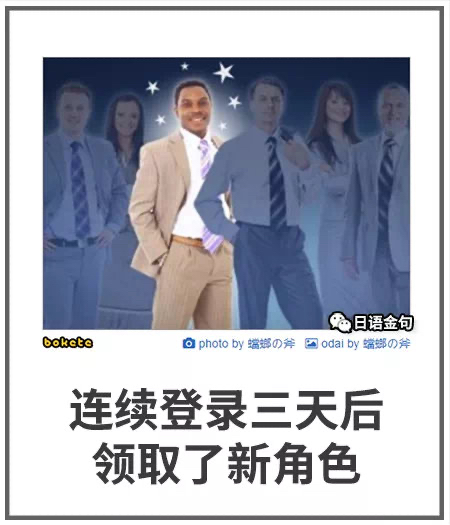 日语金句
bokete
photo by 蟷螂の斧 odai by 蟷螂の斧
连续登录三天后
领取了新角色